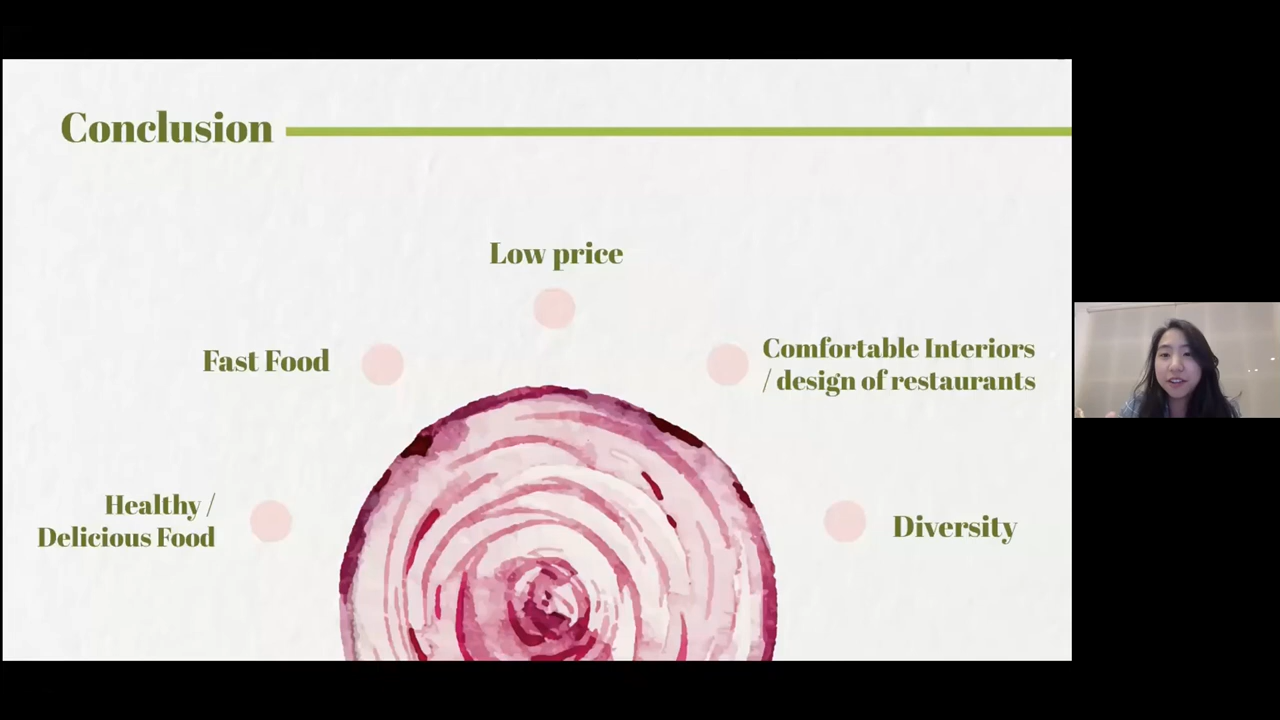 Conclusion
Low price
Fast Food
Comfortable Interiors
/ design of restaurants
Healthy /
Delicious Food
Diversity